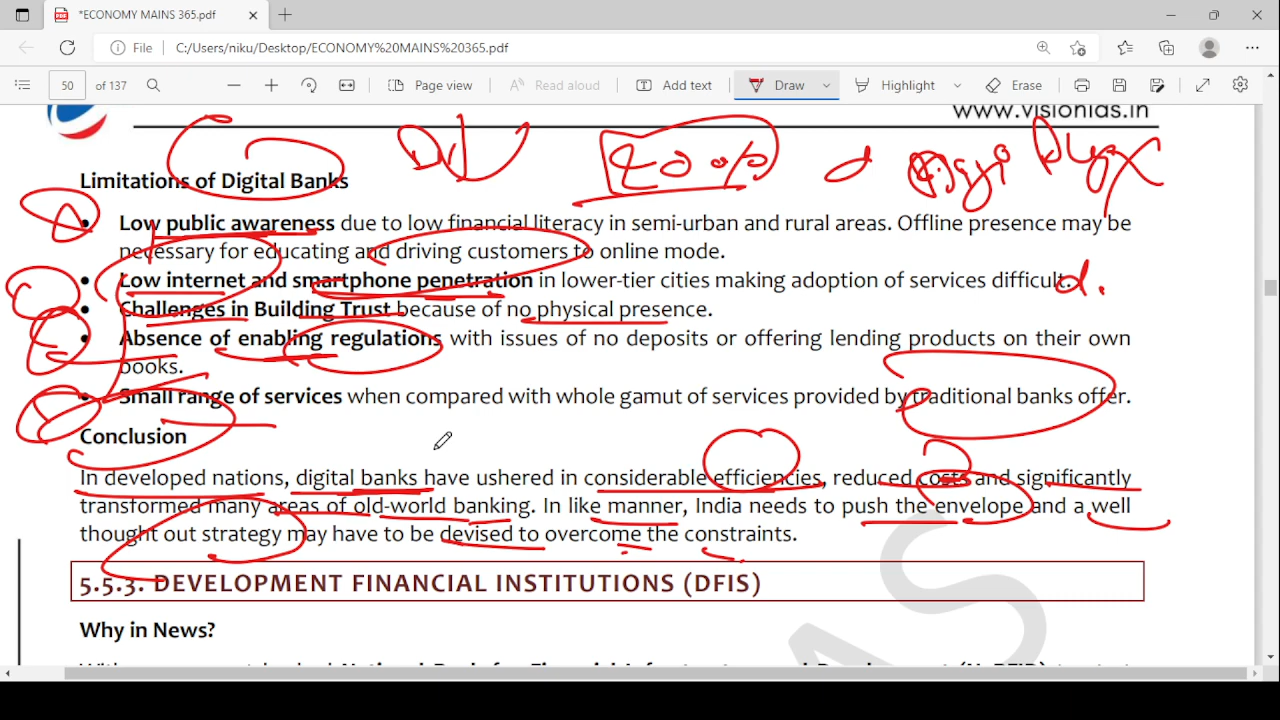 *ECONOMY MAINS 365.pdf
File C:/Users/niku/Desktop/ECONOMY%20MAINS%20365.pdf
50 of 137 Page view Read aloud Add text Draw Highlight Erase
www.visionias.in
Limitations of Digital Banks
• Low public awareness due to low financial literacy in semi-urban and rural areas. Offline presence may be
necessary for educating and driving customers to online mode.
• Low internet and smartphone penetration in lower-tier cities making adoption of services difficult.
• Challenges in Building Trust because of no physical presence.
• Absence of enabling regulations with issues of no deposits or offering lending products on their own
books.
• Small range of services when compared with whole gamut of services provided by traditional banks offer.
Conclusion
In developed nations, digital banks have ushered in considerable efficiencies, reduced costs and significantly
transformed many areas of old-world banking. In like manner, India needs to push the envelope and a well
thought out strategy may have to be devised to overcome the constraints.
5.5.3. DEVELOPMENT FINANCIAL INSTITUTIONS (DFIS)
Why in News?